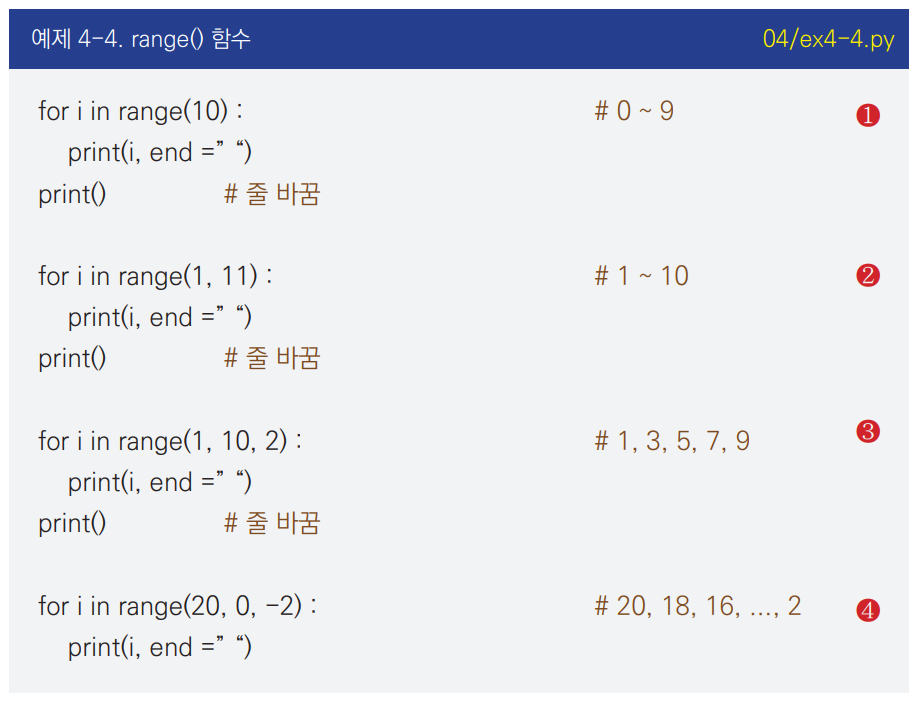 예제 4-4. range() 함수 04/ex4-4.py
for i in range(10) : # 0 ~ 9 ❶
print(i, end =” “)
print() # 줄 바꿈
for i in range(1, 11) : # 1 ~ 10 ❷
print(i, end =” “)
print() # 줄 바꿈
for i in range(1, 10, 2) : # 1, 3, 5, 7, 9 ❸
print(i, end =” “)
print() # 줄 바꿈
for i in range(20, 0, -2) : # 20, 18, 16, ..., 2 ❹
print(i, end =” “)